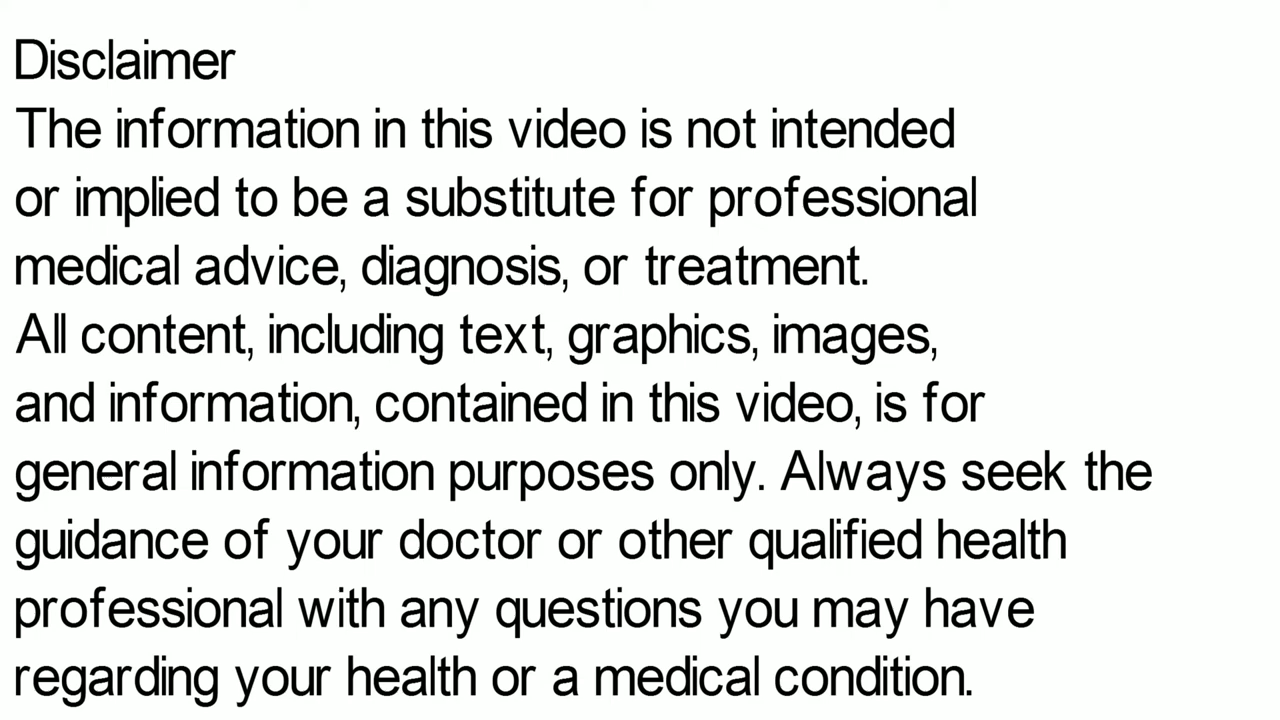 Disclaimer
The information in this video is not intended
or implied to be a substitute for professional
medical advice, diagnosis, or treatment.
All content, including text, graphics, images,
and information, contained in this video, is for
general information purposes only. Always seek the
guidance of your doctor or other qualified health
professional with any questions you may have
regarding your health or a medical condition.